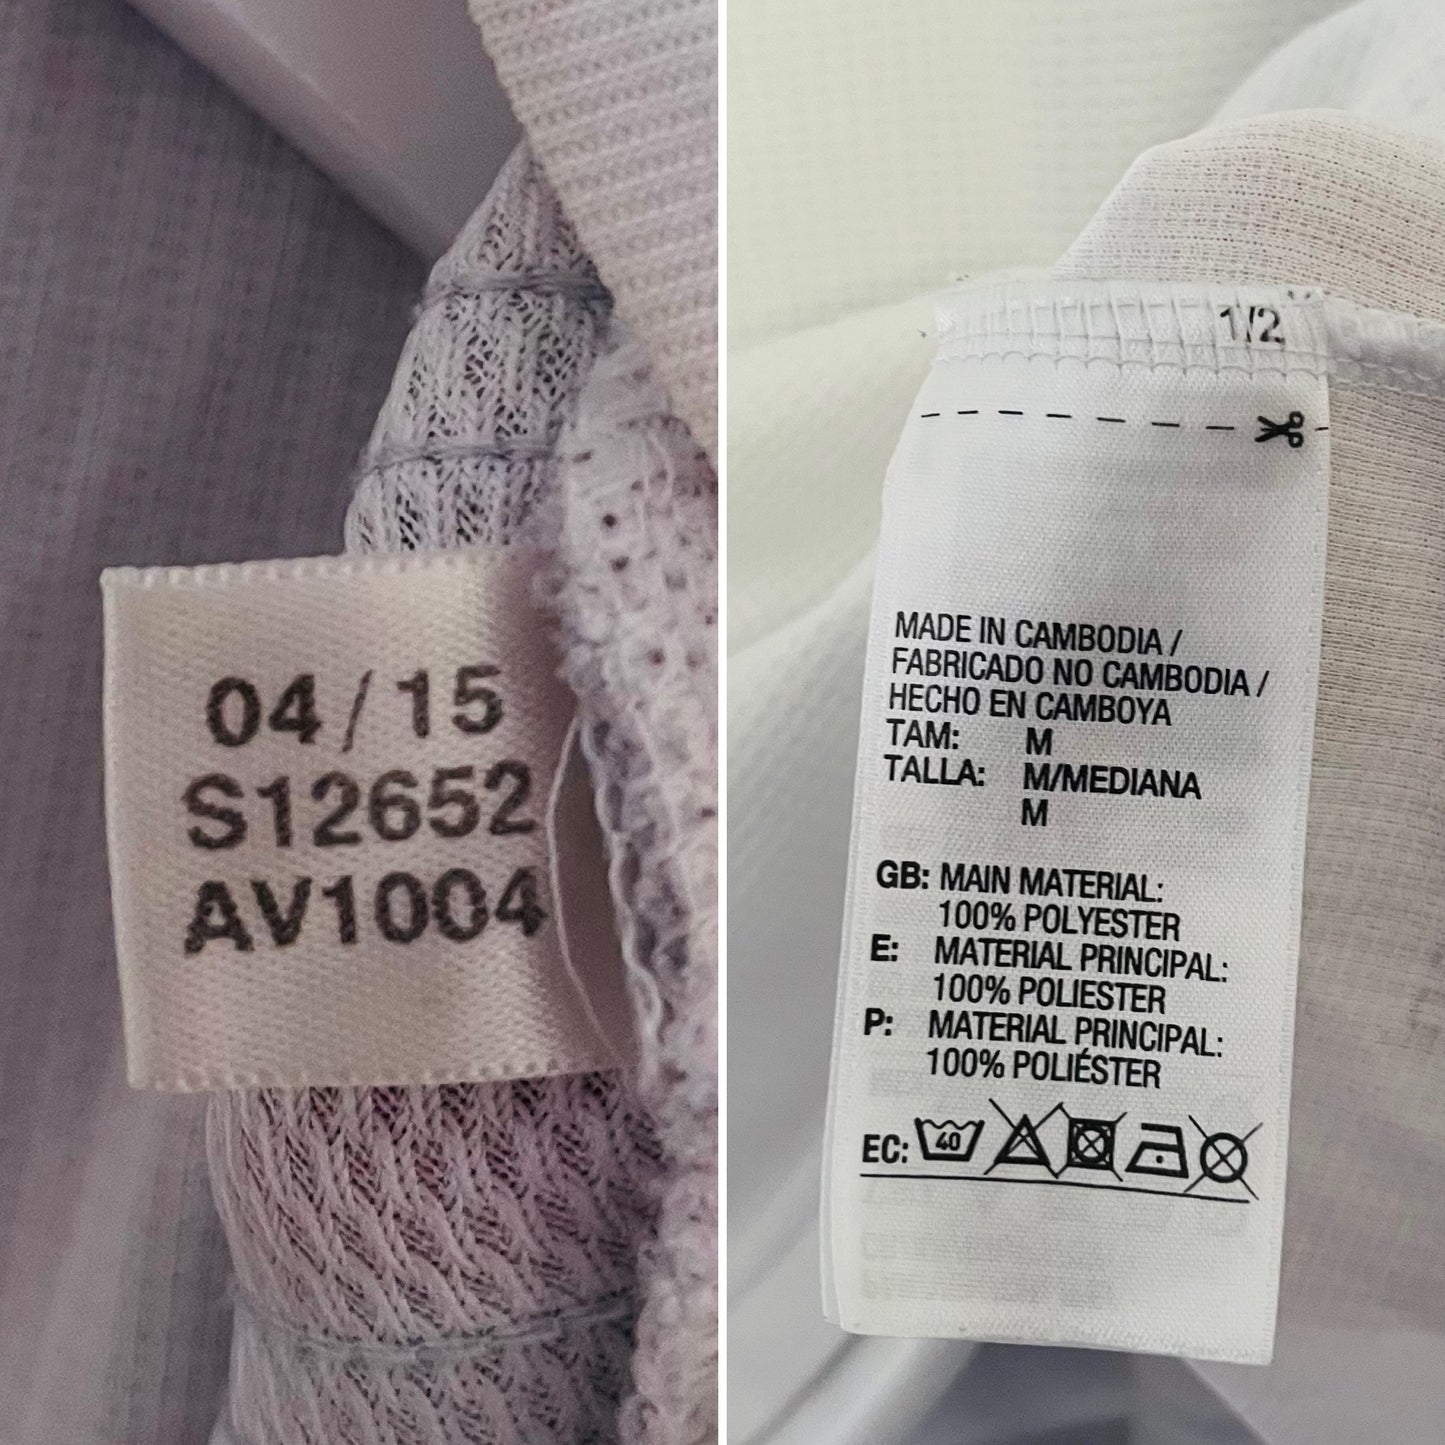 04/15
S12652
AV1004
1/2
MADE IN CAMBODIA /
FABRICADO NO CAMBODIA /
HECHO EN CAMBOYA
TAM: M
TALLA: M/MEDIANA
M
GB: MAIN MATERIAL:
100% POLYESTER
E: MATERIAL PRINCIPAL:
100% POLIESTER
P: MATERIAL PRINCIPAL:
100% POLIÉSTER
EC: 40